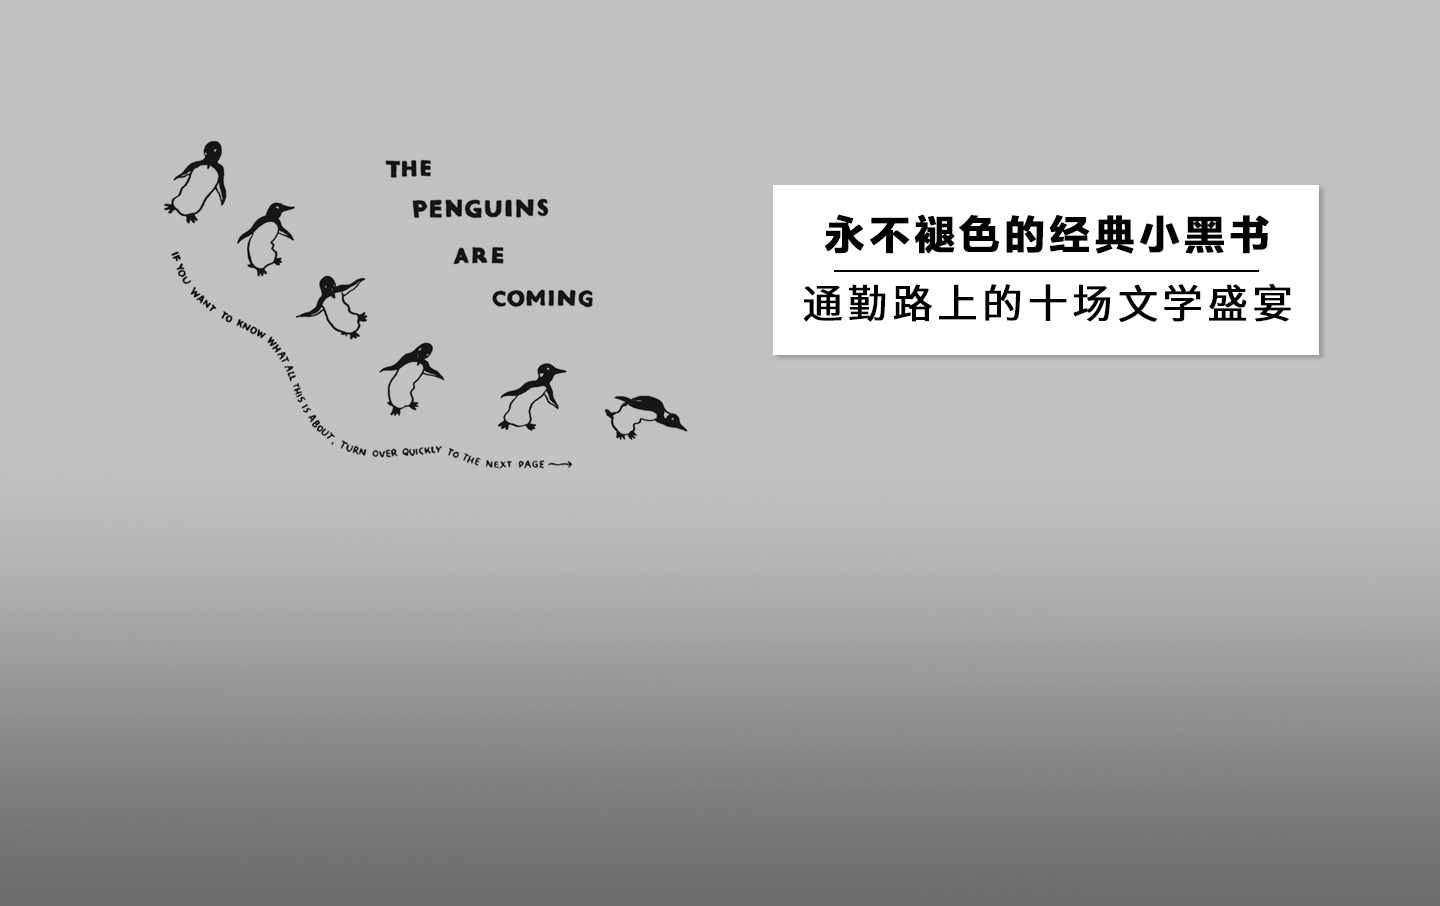 THE
PENGUINS
ARE
COMING
IF YOU WANT TO KNOW WHAT ALL THIS IS ABOUT, TURN OVER QUICKLY TO THE NEXT PAGE
永不褪色的经典小黑书
通勤路上的十场文学盛宴